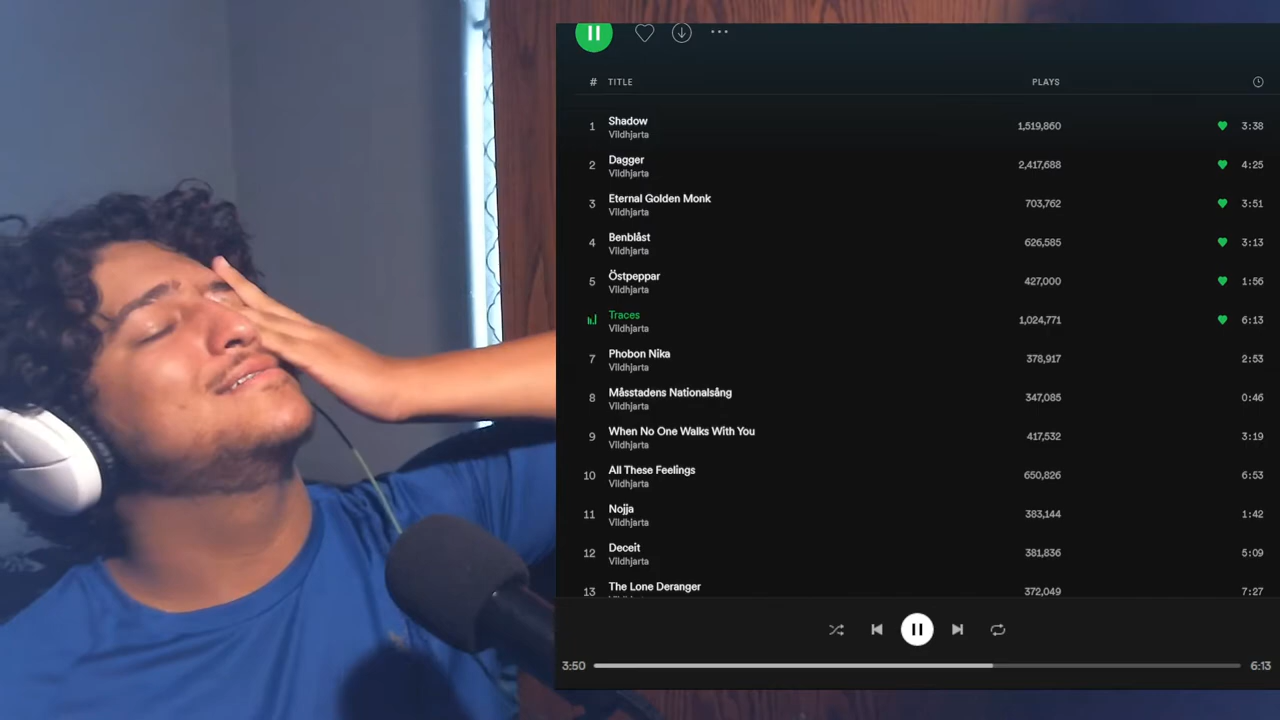 # TITLE PLAYS
1 Shadow 1,519,860 3:38
Vildhjarta
2 Dagger 2,417,688 4:25
Vildhjarta
3 Eternal Golden Monk 703,762 3:51
Vildhjarta
4 Benblåst 626,585 3:13
Vildhjarta
5 Östpeppar 427,000 1:56
Vildhjarta
Traces 1,024,771 6:13
Vildhjarta
7 Phobon Nika 378,917 2:53
Vildhjarta
8 Måsstadens Nationalsång 347,085 0:46
Vildhjarta
9 When No One Walks With You 417,532 3:19
Vildhjarta
10 All These Feelings 650,826 6:53
Vildhjarta
11 Nojja 383,144 1:42
Vildhjarta
12 Deceit 381,836 5:09
Vildhjarta
13 The Lone Deranger 372,049 7:27
3:50 6:13